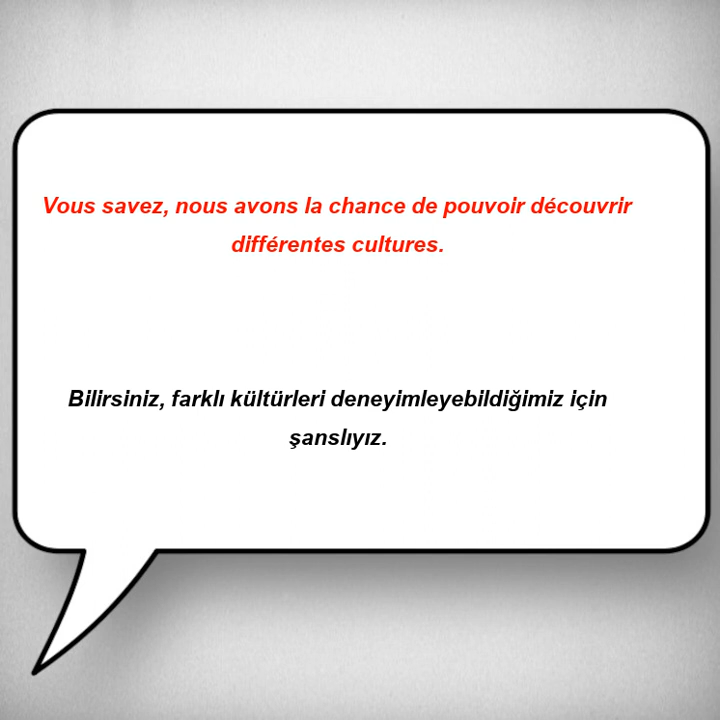 Vous savez, nous avons la chance de pouvoir découvrir
différentes cultures.
Bilirsiniz, farklı kültürleri deneyimleyebildiğimiz için
şanslıyız.